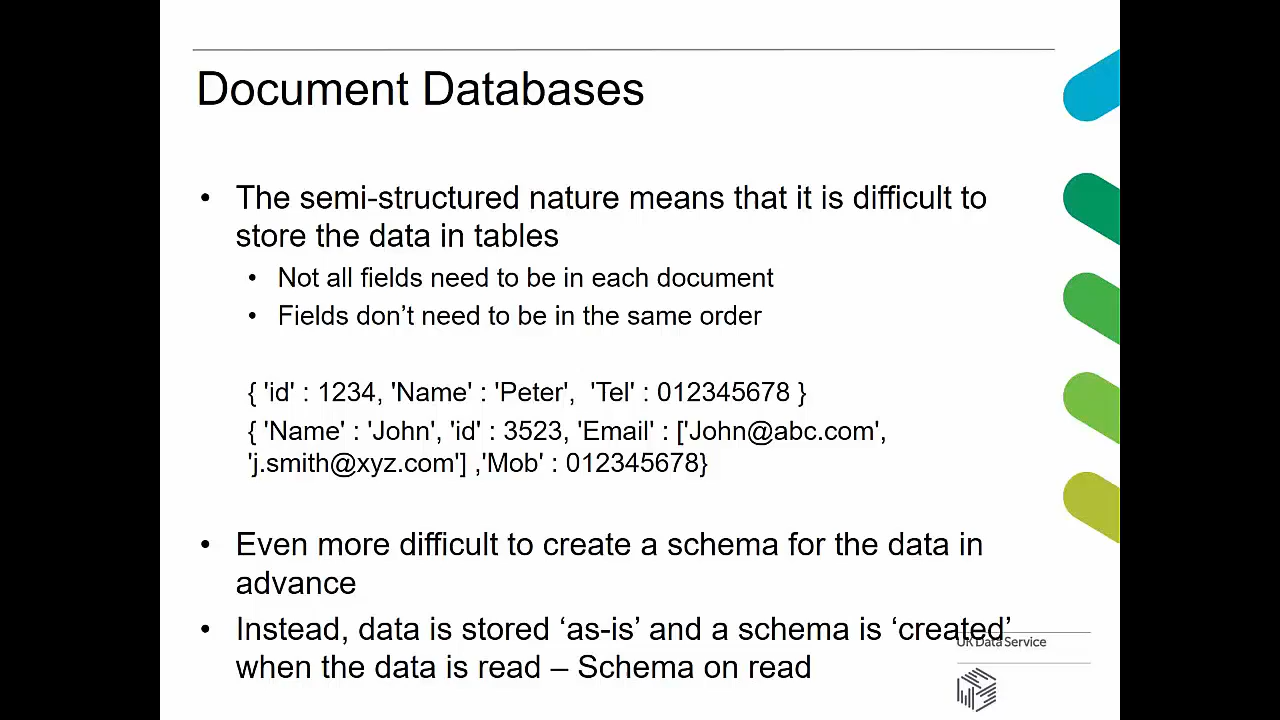 Document Databases
• The semi-structured nature means that it is difficult to
store the data in tables
• Not all fields need to be in each document
• Fields don’t need to be in the same order
{ 'id' : 1234, 'Name' : 'Peter', 'Tel' : 012345678 }
{ 'Name' : 'John', 'id' : 3523, 'Email' : ['John@abc.com',
'j.smith@xyz.com'] ,'Mob' : 012345678}
• Even more difficult to create a schema for the data in
advance
• Instead, data is stored ‘as-is’ and a schema is ‘created’
when the data is read – Schema on read
UK Data Service